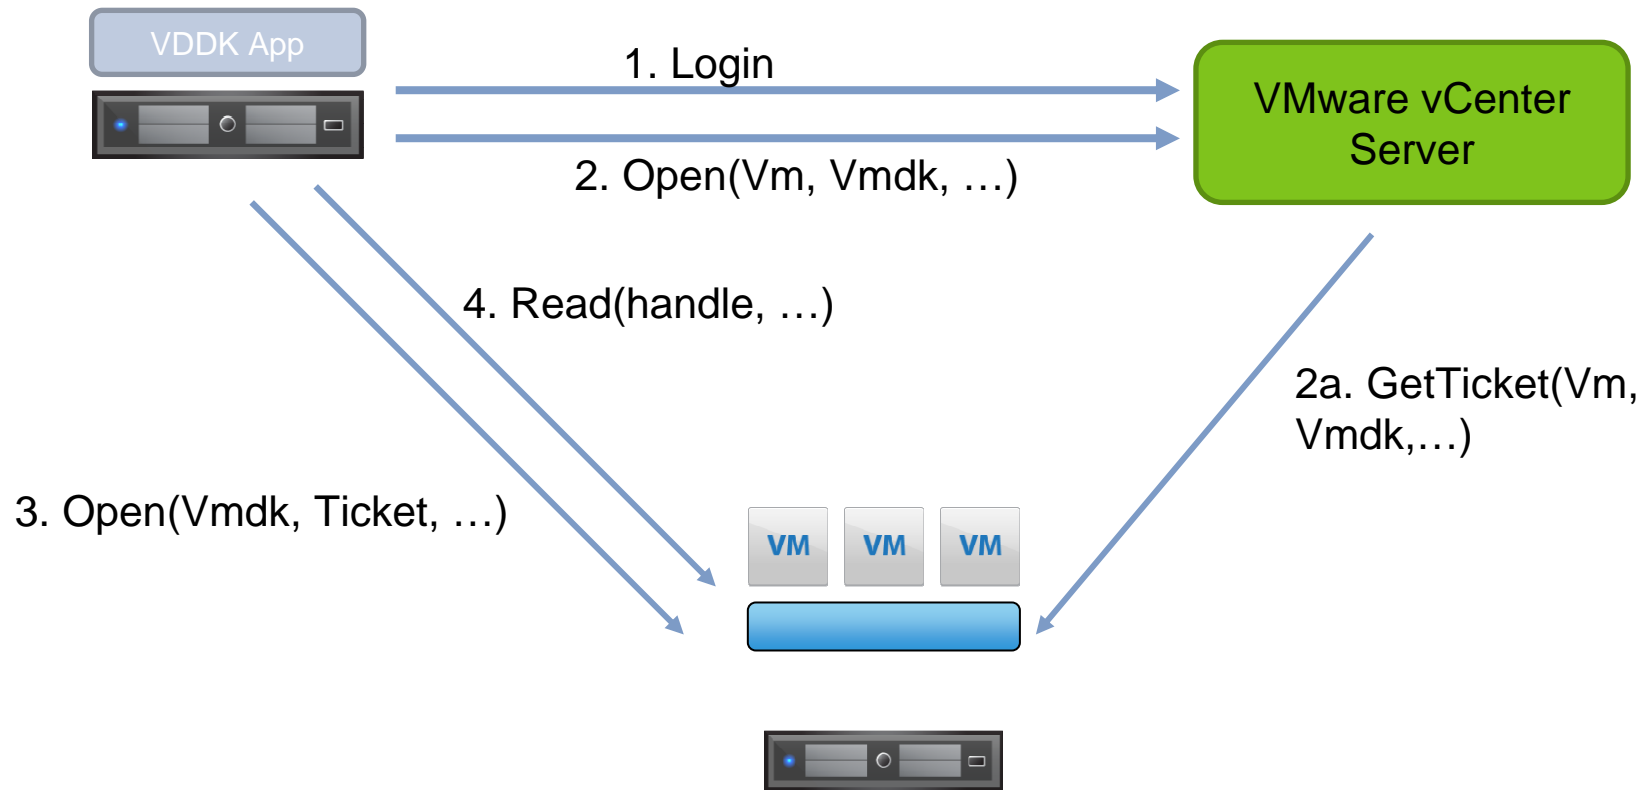 VDDK App
1. Login
VMware vCenter
Server
2. Open(Vm, Vmdk, …)
4. Read(handle, …)
2a. GetTicket(Vm,
Vmdk,…)
3. Open(Vmdk, Ticket, …)
VM VM VM